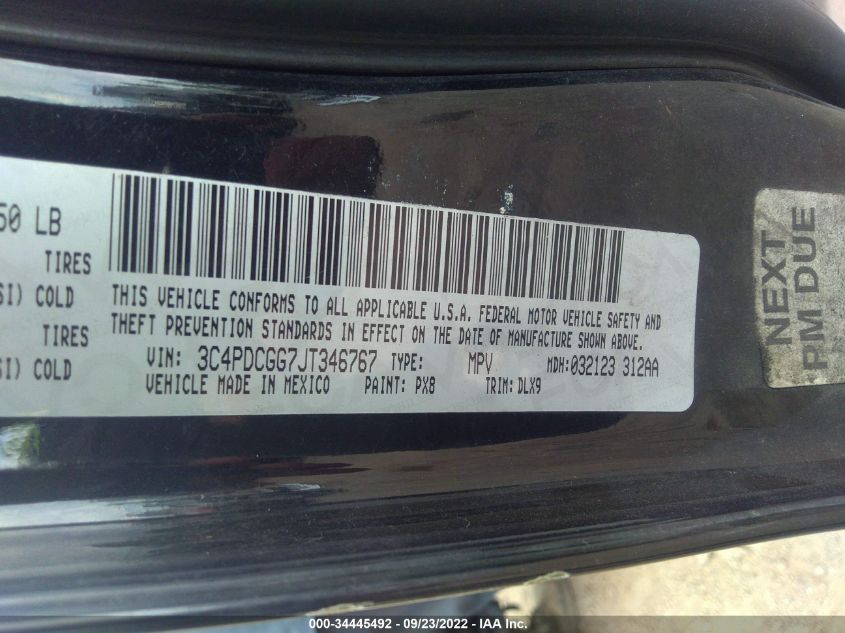 50 LB
TIRES
SI) COLD
TIRES
SI) COLD
THIS VEHICLE CONFORMS TO ALL APPLICABLE U.S.A. FEDERAL MOTOR VEHICLE SAFETY AND
THEFT PREVENTION STANDARDS IN EFFECT ON THE DATE OF MANUFACTURE SHOWN ABOVE.
VIN: 3C4PDCGG7JT346767 TYPE: MPV MDH:032123 312AA
VEHICLE MADE IN MEXICO PAINT: PX8 TRIM: DLX9
NEXT
PM DUE
000-34445492 - 09/23/2022 - IAA Inc.